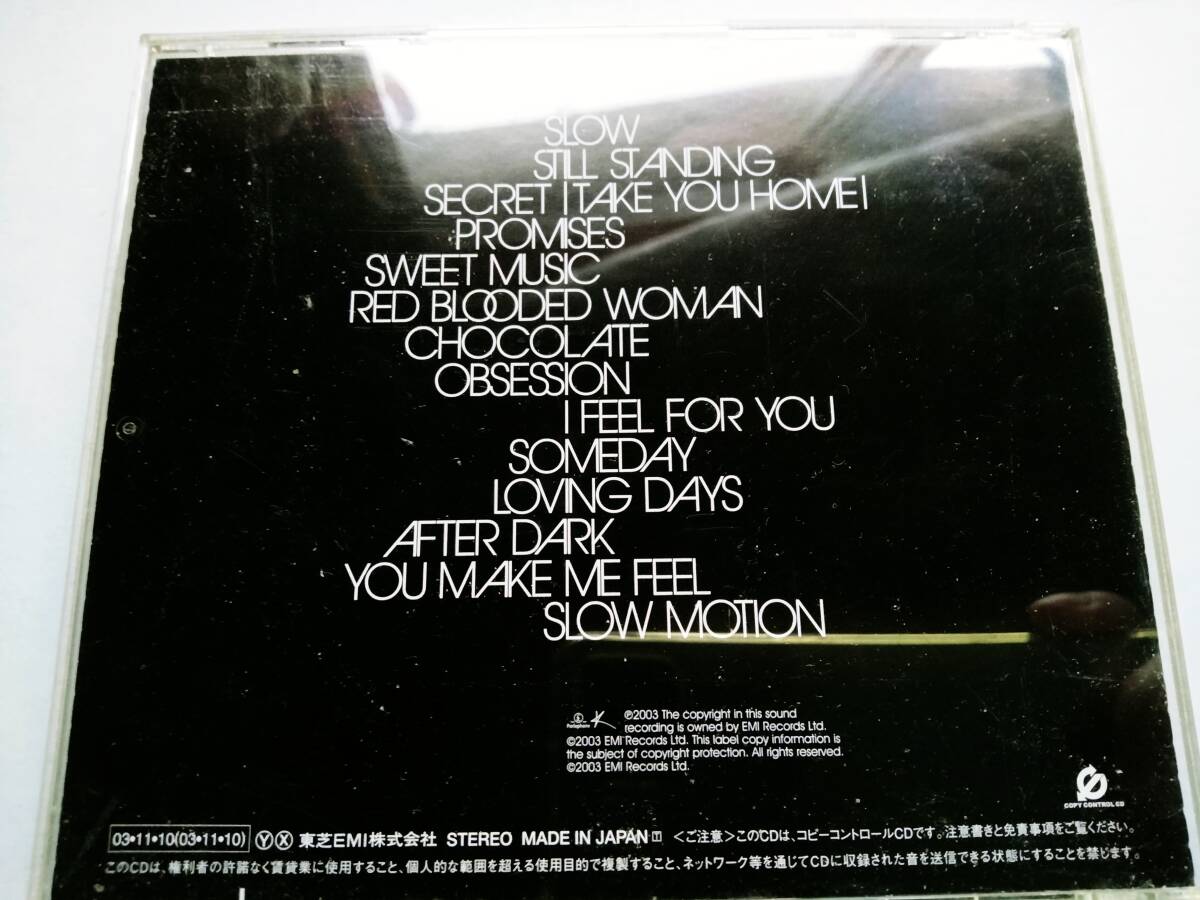 SLOW
STILL STANDING
SECRET |TAKE YOU HOME|
PROMISES
SWEET MUSIC
RED BLOODED WOMAN
CHOCOLATE
OBSESSION
I FEEL FOR YOU
SOMEDAY
LOVING DAYS
AFTER DARK
YOU MAKE ME FEEL
SLOW MOTION
Parlophone
K
℗2003 The copyright in this sound
recording is owned by EMI Records Ltd.
©2003 EMI Records Ltd. This label copy information is
the subject of copyright protection. All rights reserved.
©2003 EMI Records Ltd.
COPY CONTROL CD
03•11•10(03•11•10) Ⓨ Ⓧ 東芝EMI株式会社 STEREO MADE IN JAPAN <ご注意>このCDは、コピーコントロールCDです。注意書きと免責事項をご覧ください。
このCDは、権利者の許諾なく賃貸業に使用すること、個人的な範囲を超える使用目的で複製すること、ネットワーク等を通じてCDに収録された音を送信できる状態にすることを禁じます。